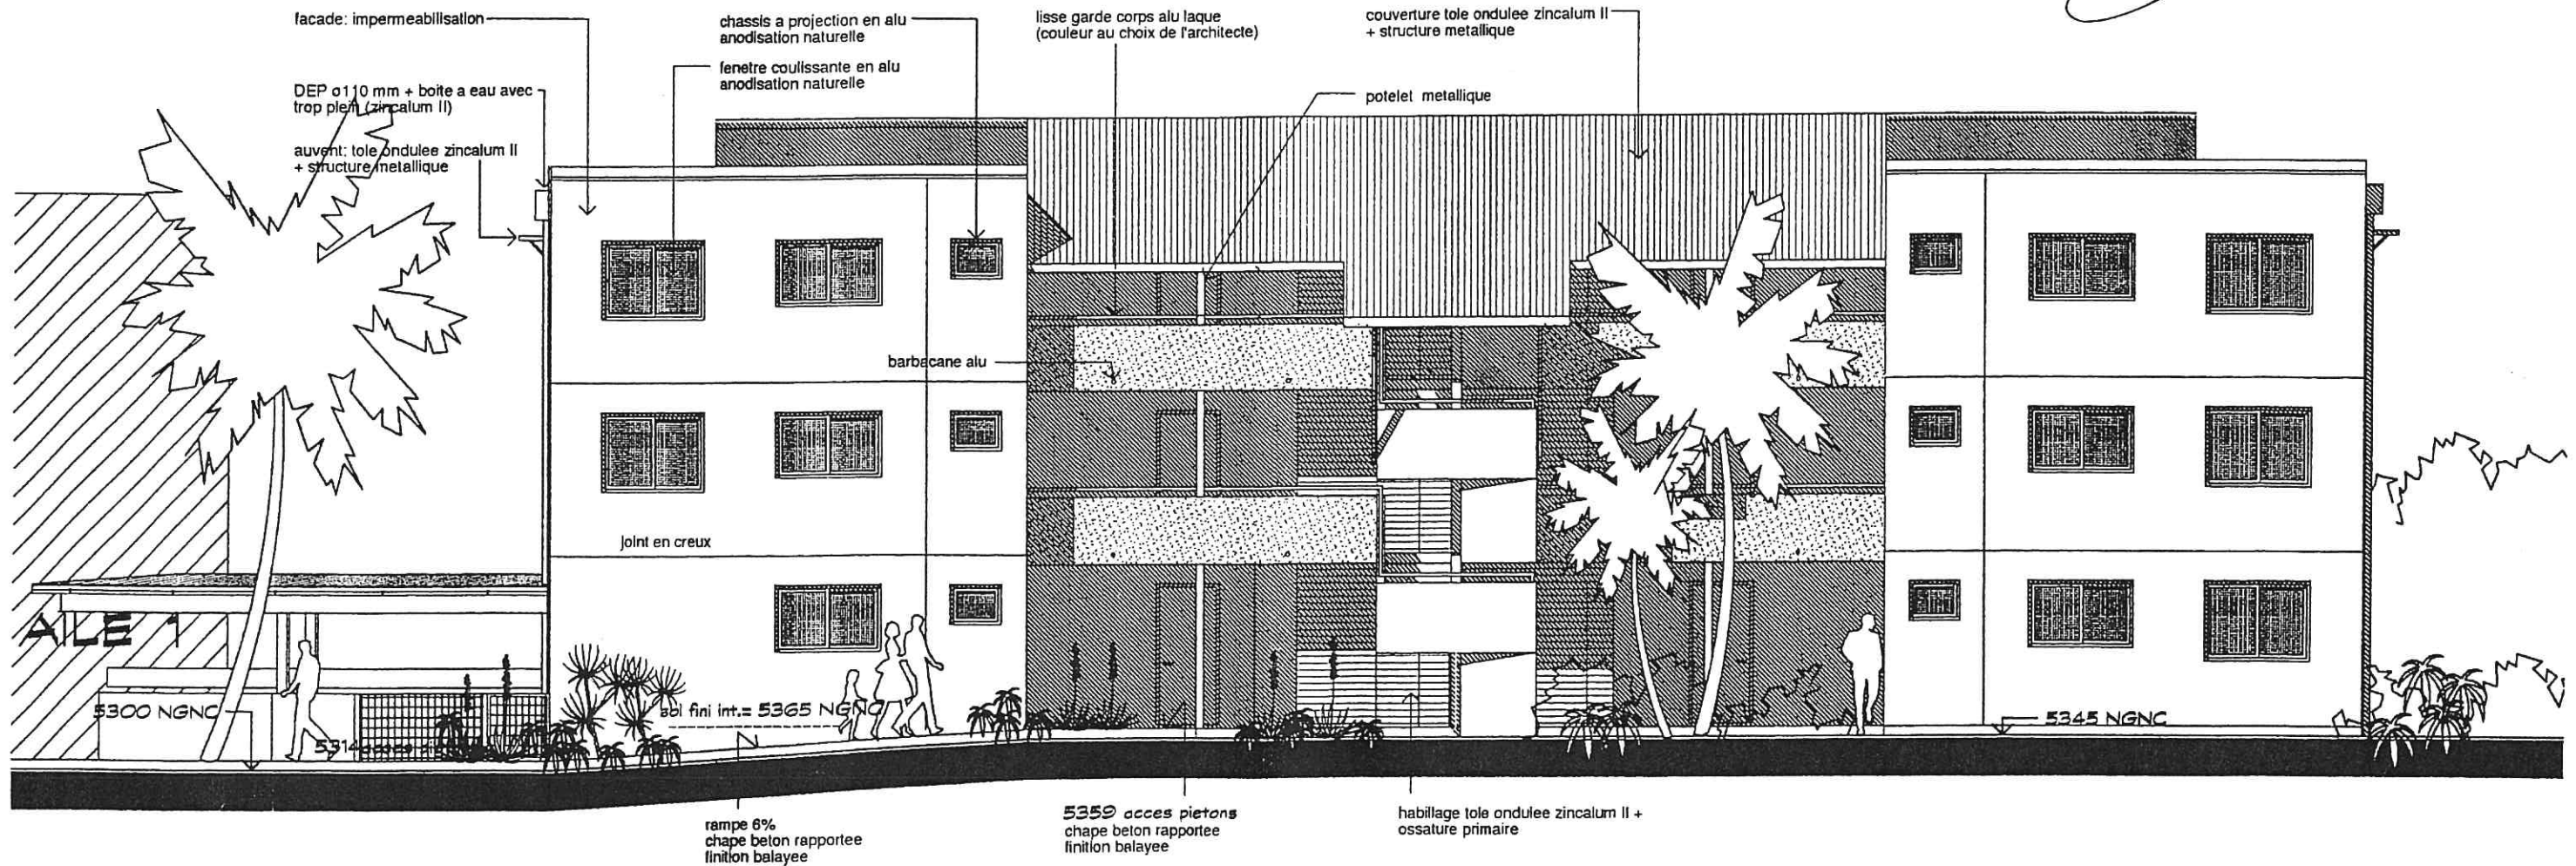 facade: impermeabilisation
chassis a projection en alu
anodisation naturelle
lisse garde corps alu laque
(couleur au choix de l'architecte)
couverture tole ondulee zincalum II
+ structure metallique
fenetre coulissante en alu
anodisation naturelle
DEP ø110 mm + boite a eau avec
trop plein (zincalum II)
potelet metallique
auvent: tole ondulee zincalum II
+ structure metallique
barbacane alu
joint en creux
AILE 1
5300 NGNC
sol fini int.= 5365 NGNC
5345 NGNC
5314
rampe 6%
chape beton rapportee
finition balayee
5359 acces pietons
chape beton rapportee
finition balayee
habillage tole ondulee zincalum II +
ossature primaire